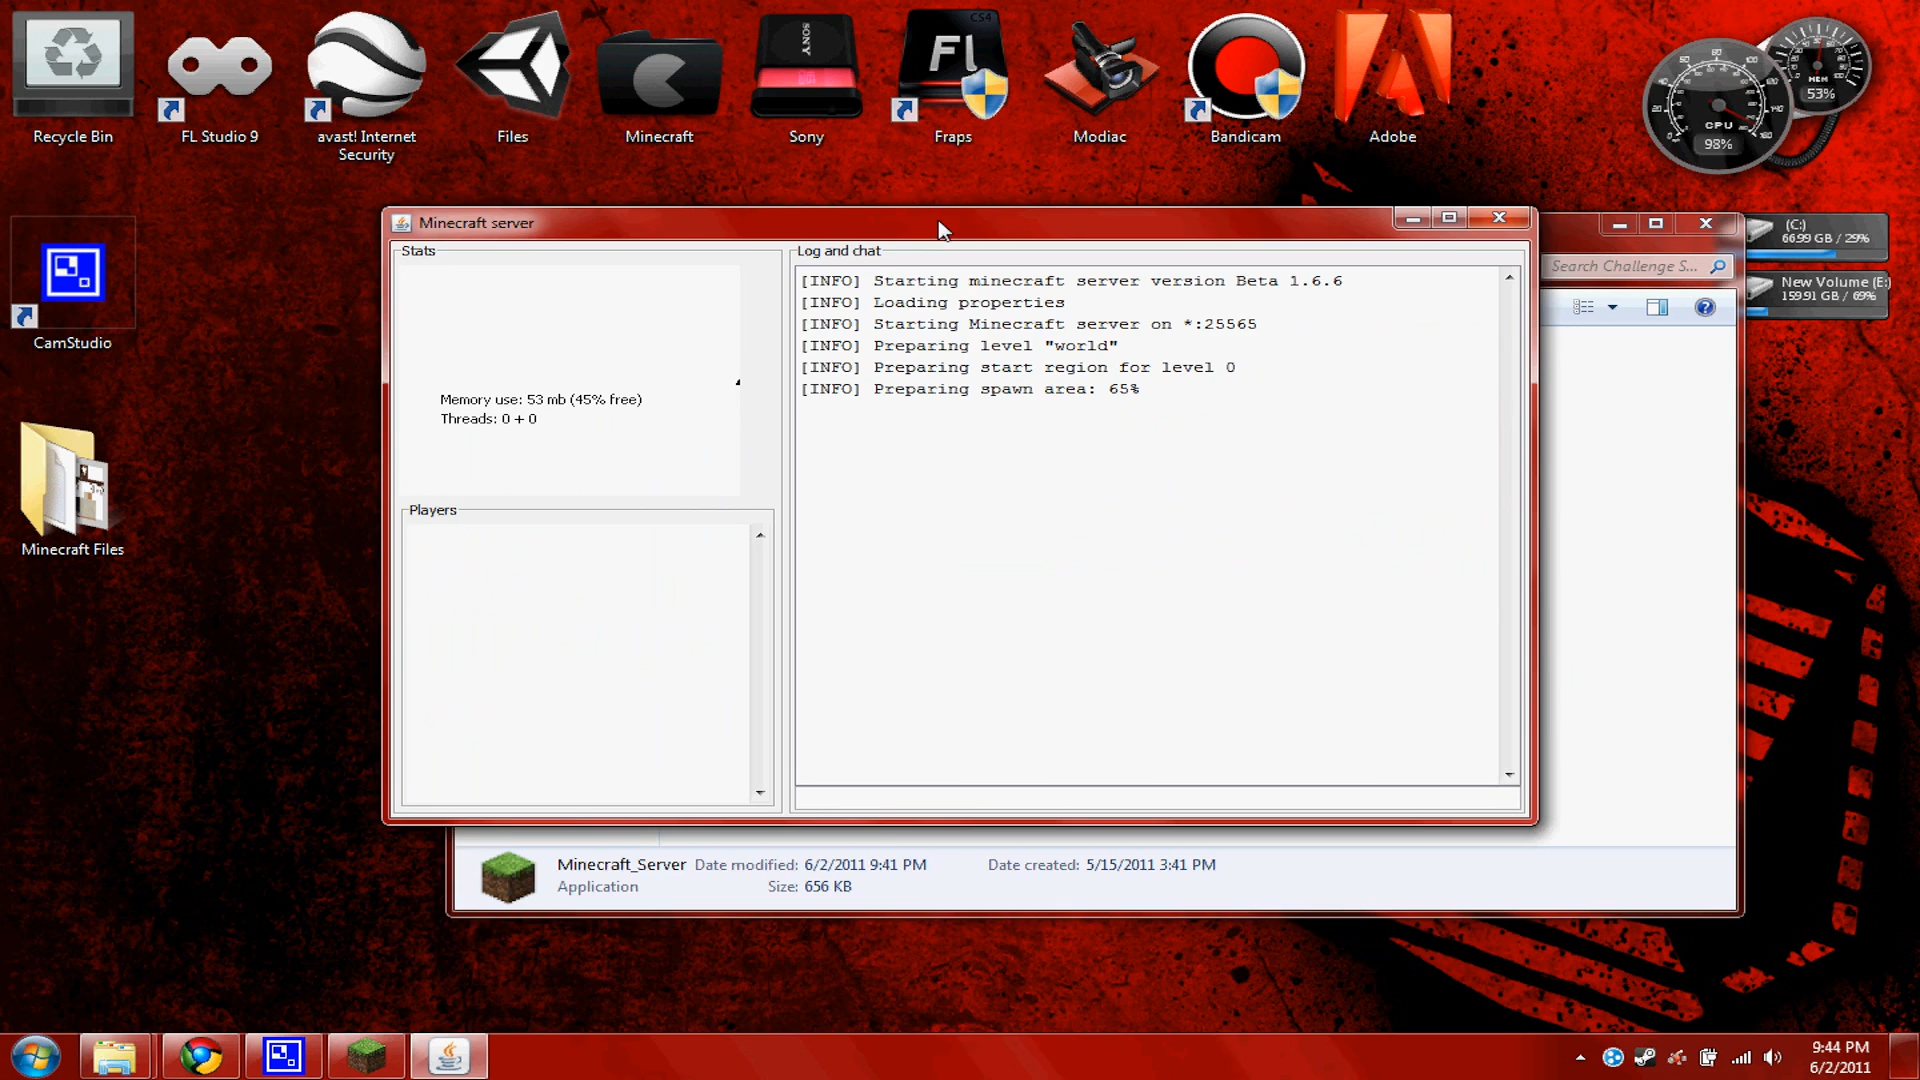 Recycle Bin
FL Studio 9
avast! Internet
Security
Files
Minecraft
SONY
Sony
CS4
Fl
Fraps
Modiac
Bandicam
Adobe
MEM
53%
CPU
98%
CamStudio
Minecraft Files
Minecraft server
Stats
Memory use: 53 mb (45% free)
Threads: 0 + 0
Players
Log and chat
[INFO] Starting minecraft server version Beta 1.6.6
[INFO] Loading properties
[INFO] Starting Minecraft server on *:25565
[INFO] Preparing level "world"
[INFO] Preparing start region for level 0
[INFO] Preparing spawn area: 65%
Search Challenge S...
(C:)
66.99 GB / 29%
New Volume (E:)
159.91 GB / 69%
Minecraft_Server Date modified: 6/2/2011 9:41 PM Date created: 5/15/2011 3:41 PM
Application Size: 656 KB
9:44 PM
6/2/2011